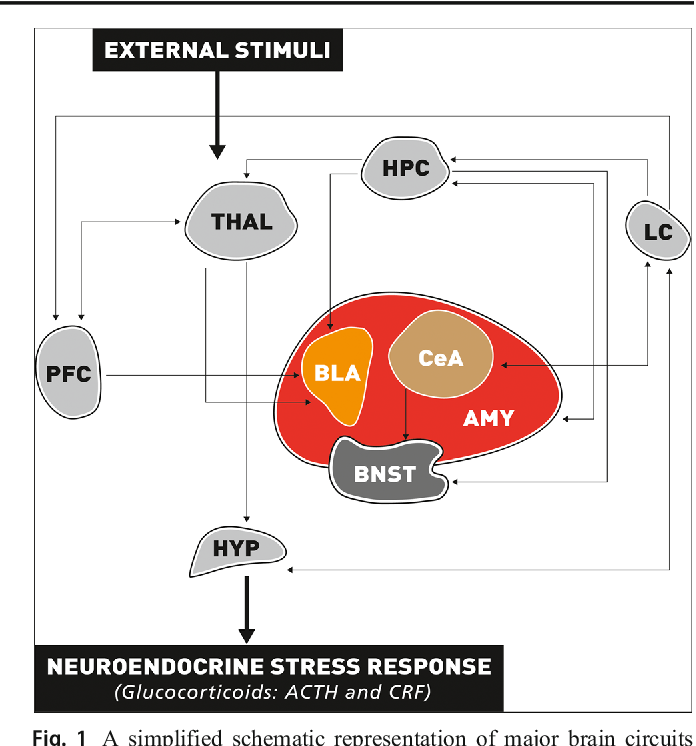 EXTERNAL STIMULI
HPC
THAL
LC
PFC
BLA
CeA
AMY
BNST
HYP
NEUROENDOCRINE STRESS RESPONSE
(Glucocorticoids: ACTH and CRF)
Fig. 1 A simplified schematic representation of major brain circuits